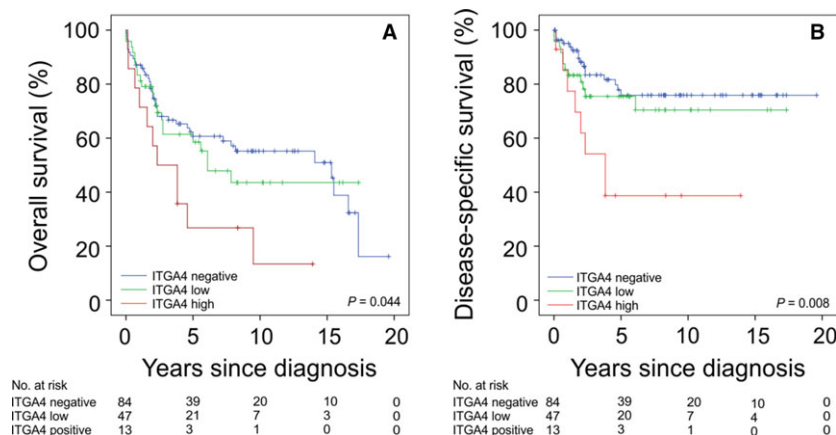 A
Overall survival (%)
100
80
60
40
20
0
ITGA4 negative
ITGA4 low
ITGA4 high
P = 0.044
0 5 10 15 20
Years since diagnosis
No. at risk
ITGA4 negative 84 39 20 10 0
ITGA4 low 47 21 7 3 0
ITGA4 positive 13 3 1 0 0
B
Disease-specific survival (%)
100
80
60
40
20
0
ITGA4 negative
ITGA4 low
ITGA4 high
P = 0.008
0 5 10 15 20
Years since diagnosis
No. at risk
ITGA4 negative 84 39 20 10 0
ITGA4 low 47 20 7 4 0
ITGA4 positive 13 3 1 0 0